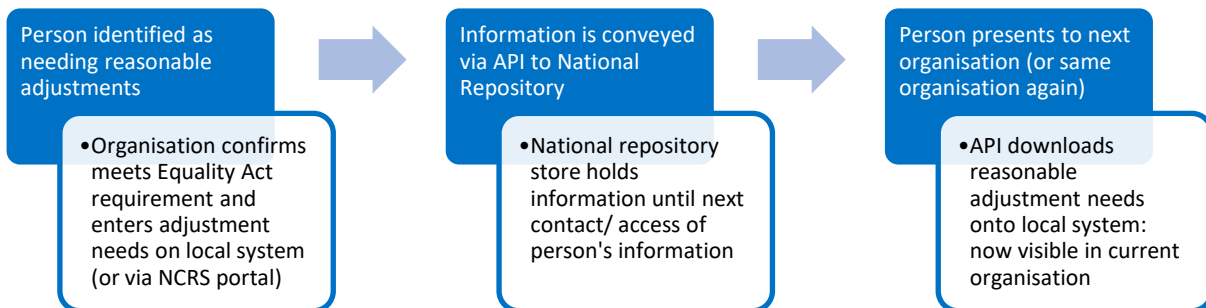 Person identified as
needing reasonable
adjustments
•Organisation confirms
meets Equality Act
requirement and
enters adjustment
needs on local system
(or via NCRS portal)
Information is conveyed
via API to National
Repository
•National repository
store holds
information until next
contact/ access of
person's information
Person presents to next
organisation (or same
organisation again)
•API downloads
reasonable
adjustment needs
onto local system:
now visible in current
organisation